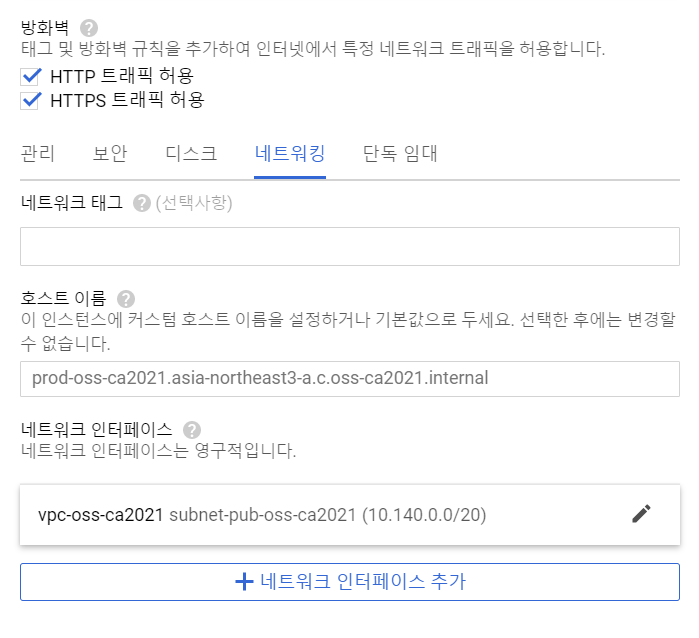 방화벽 ?
태그 및 방화벽 규칙을 추가하여 인터넷에서 특정 네트워크 트래픽을 허용합니다.
HTTP 트래픽 허용
HTTPS 트래픽 허용
관리 보안 디스크 네트워킹 단독 임대
네트워크 태그 ? (선택사항)
호스트 이름 ?
이 인스턴스에 커스텀 호스트 이름을 설정하거나 기본값으로 두세요. 선택한 후에는 변경할
수 없습니다.
prod-oss-ca2021.asia-northeast3-a.c.oss-ca2021.internal
네트워크 인터페이스 ?
네트워크 인터페이스는 영구적입니다.
vpc-oss-ca2021 subnet-pub-oss-ca2021 (10.140.0.0/20)
+ 네트워크 인터페이스 추가